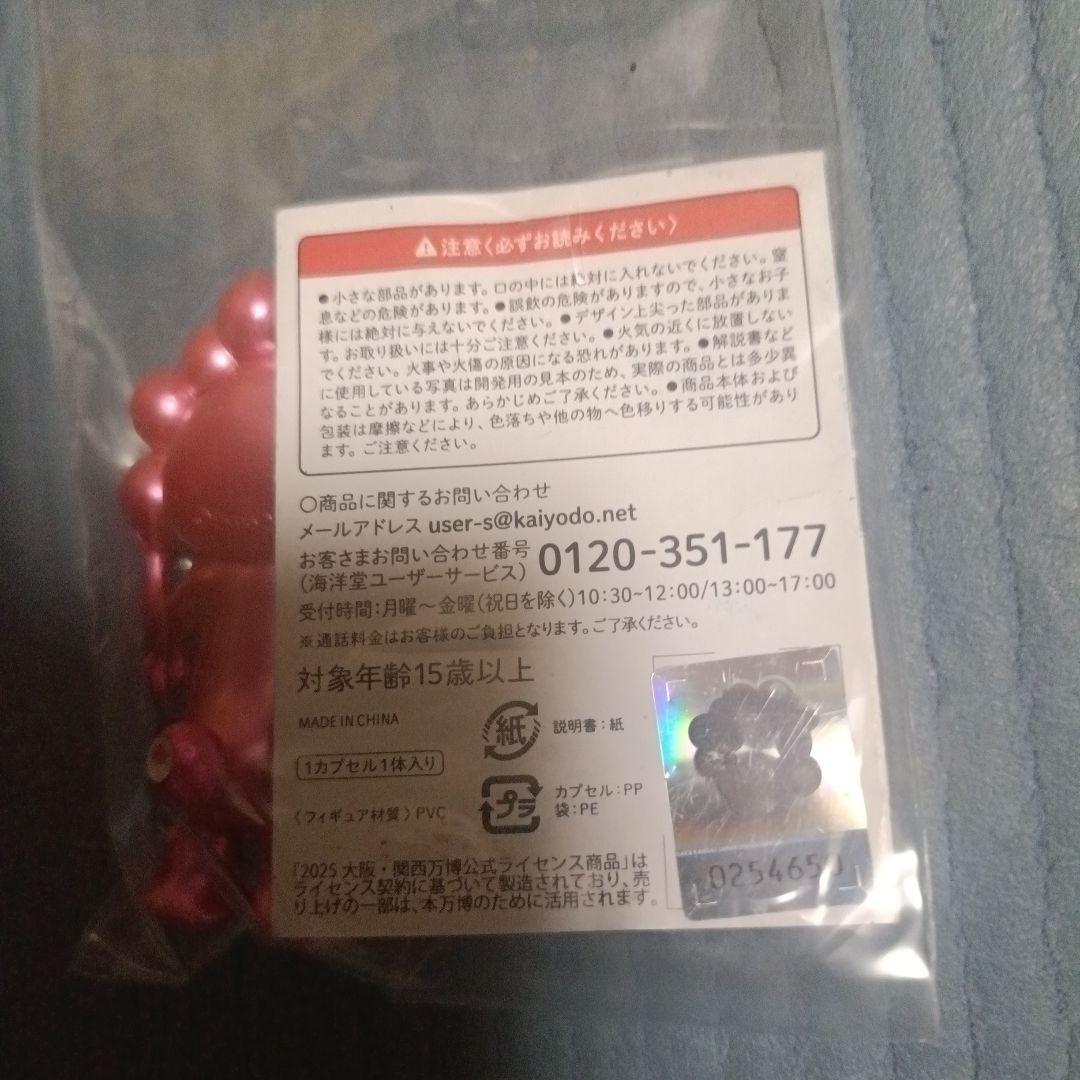 ⚠注意〈必ずお読みください〉
●小さな部品があります。口の中には絶対に入れないでください。窒
息などの危険があります。●誤飲の危険がありますので、小さなお子
様には絶対に与えないでください。●デザイン上尖った部品がありま
す。お取り扱いには十分ご注意ください。●火気の近くに放置しない
でください。火事や火傷の原因になる恐れがあります。●解説書など
に使用している写真は開発用の見本のため、実際の商品とは多少異
なることがあります。あらかじめご了承ください。●商品本体および
包装は摩擦などにより、色落ちや他の物へ色移りする可能性があり
ます。ご注意ください。
〇商品に関するお問い合わせ
メールアドレス user-s@kaiyodo.net
お客さまお問い合わせ番号
（海洋堂ユーザーサービス） 0120-351-177
受付時間：月曜～金曜（祝日を除く）10:30~12:00/13:00~17:00
※通話料金はお客様のご負担となります。ご了承ください。
対象年齢15歳以上
MADE IN CHINA
紙 説明書：紙
1カプセル1体入り
プラ カプセル：PP
袋：PE
〈フィギュア材質〉PVC
「2025 大阪・関西万博公式ライセンス商品」は
ライセンス契約に基づいて製造されており、売
り上げの一部は、本万博のために活用されます。
0254650